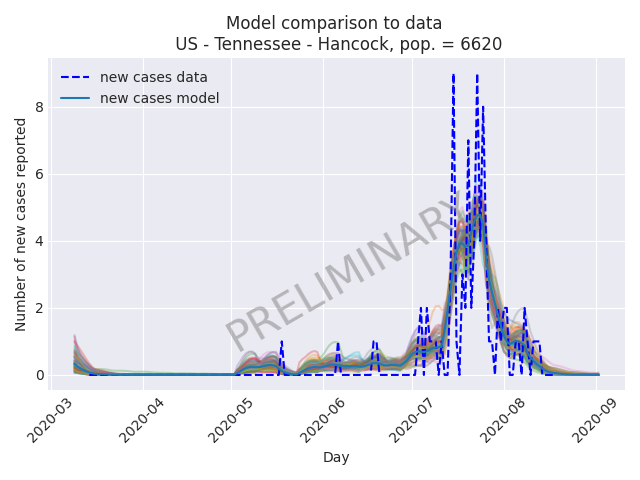 Model comparison to data
US - Tennessee - Hancock, pop. = 6620
new cases data
new cases model
Number of new cases reported
8
6
4
2
0
PRELIMINARY
2020-03
2020-04
2020-05
2020-06
2020-07
2020-08
2020-09
Day